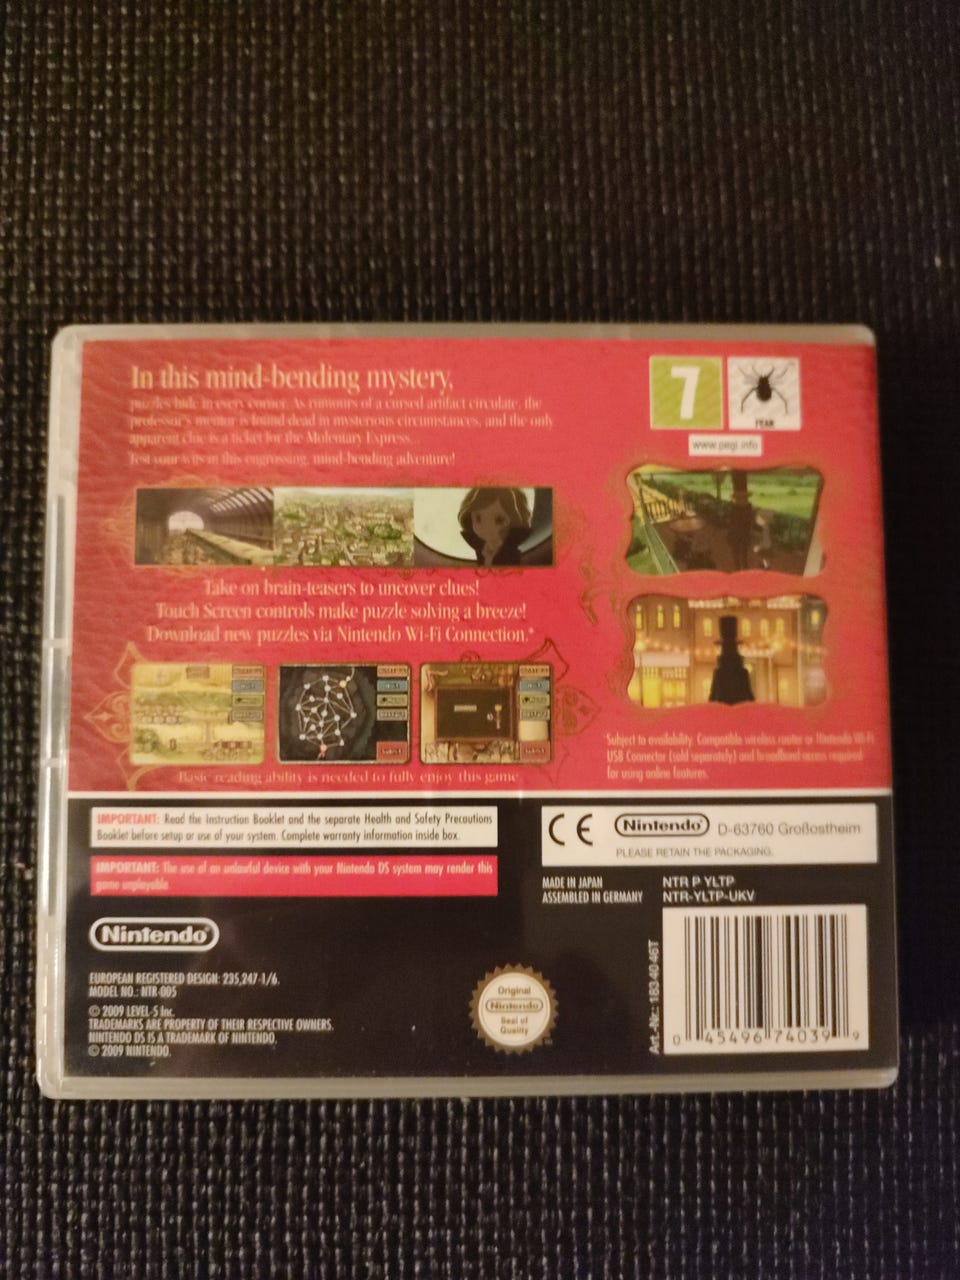 In this mind-bending mystery,
puzzles hide in every corner. As rumours of a cursed artifact circulate, the
professor's mentor is found dead in mysterious circumstances, and the only
apparent clue is a ticket for the Molentary Express...
Test your wits in this engrossing, mind-bending adventure!
7
FEAR
www.pegi.info
Take on brain-teasers to uncover clues!
Touch Screen controls make puzzle solving a breeze!
Download new puzzles via Nintendo Wi-Fi Connection.*
Basic reading ability is needed to fully enjoy this game
*Subject to availability. Compatible wireless router or Nintendo Wi-Fi
USB Connector (sold separately) and broadband access required
for using online features.
IMPORTANT: Read the Instruction Booklet and the separate Health and Safety Precautions
Booklet before setup or use of your system. Complete warranty information inside box.
IMPORTANT: The use of an unlawful device with your Nintendo DS system may render this
game unplayable
CE Nintendo® D-63760 Großostheim
PLEASE RETAIN THE PACKAGING.
MADE IN JAPAN
ASSEMBLED IN GERMANY
NTR P YLTP
NTR-YLTP-UKV
Nintendo®
EUROPEAN REGISTERED DESIGN: 235,247-1/6.
MODEL NO.: NTR-005
© 2009 LEVEL-5 Inc.
TRADEMARKS ARE PROPERTY OF THEIR RESPECTIVE OWNERS.
NINTENDO DS IS A TRADEMARK OF NINTENDO.
© 2009 NINTENDO.
Original
Nintendo
Seal of
Quality
Art.-Nr.: 183 40 46T
0 45496 74039 9